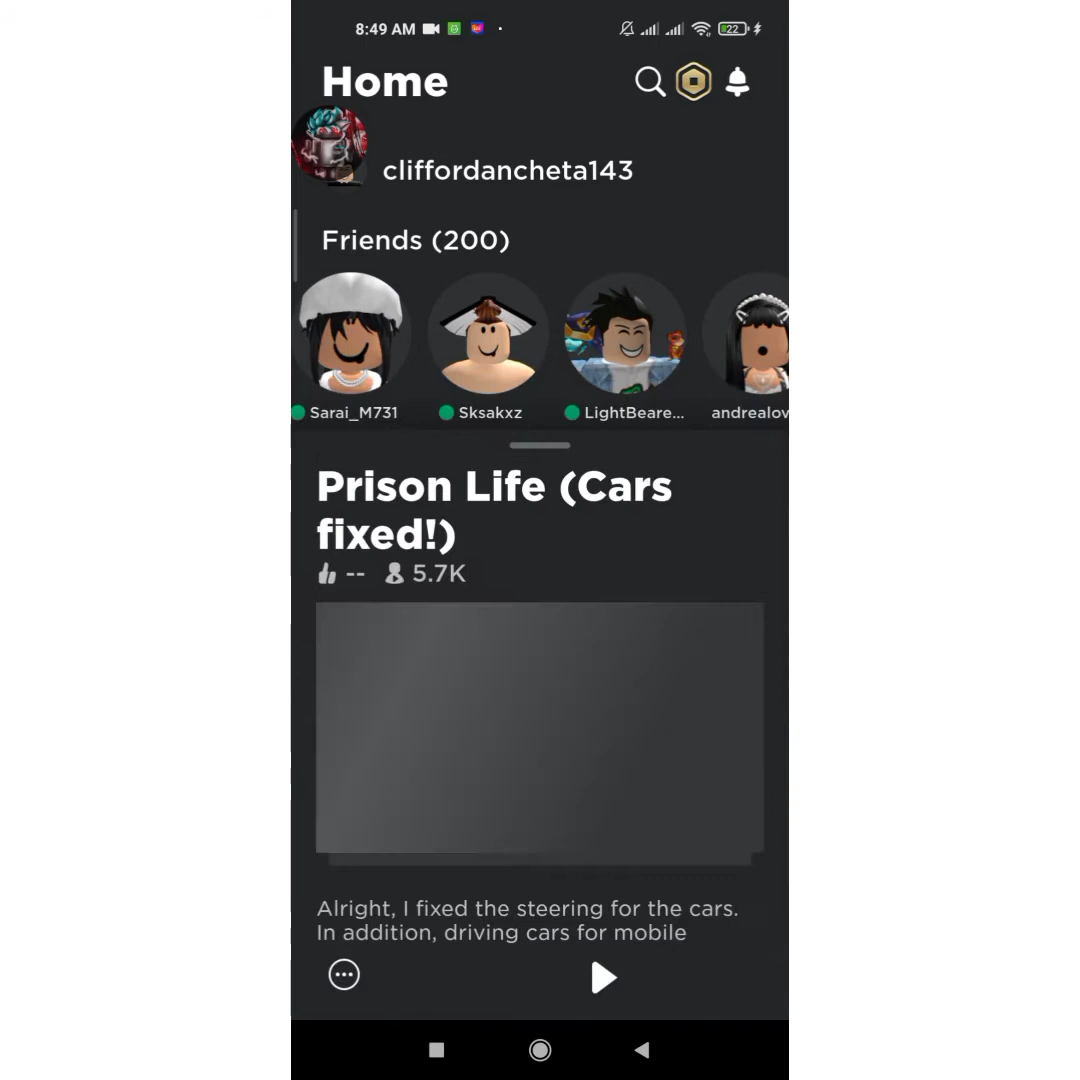 8:49 AM
22
Home
cliffordancheta143
Friends (200)
Sarai_M731
Sksakxz
LightBeare...
andrealov
Prison Life (Cars
fixed!)
-- 5.7K
Alright, I fixed the steering for the cars.
In addition, driving cars for mobile